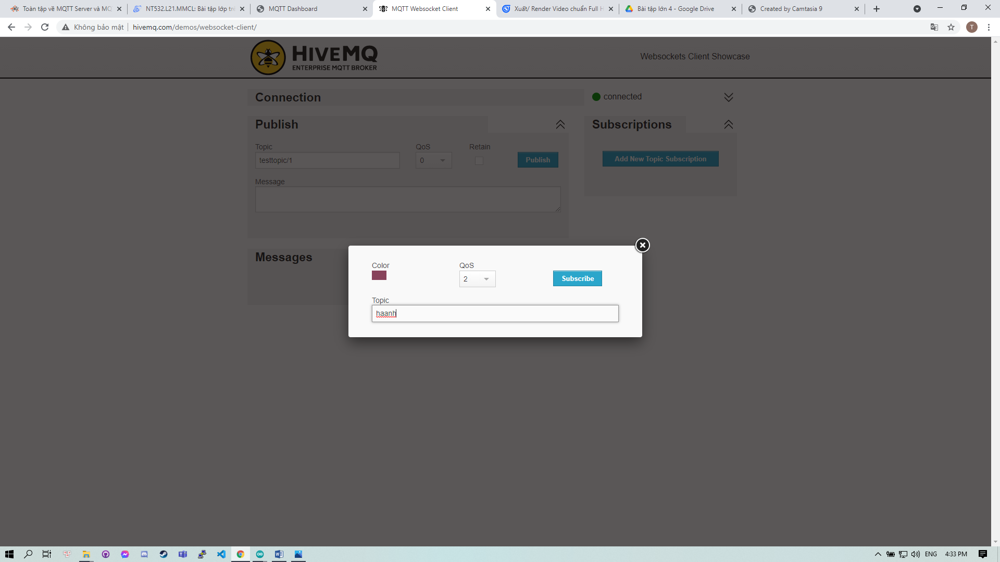 Toàn tập về MQTT Server và MQ
NT532.L21.MMCL: Bài tập lớp trê
MQTT Dashboard
MQTT Websocket Client
Xuất/ Render Video chuẩn Full H
Bài tập lớn 4 - Google Drive
Created by Camtasia 9
Không bảo mật
hivemq.com/demos/websocket-client/
T
HIVEMQ
ENTERPRISE MQTT BROKER
Websockets Client Showcase
Connection
connected
Publish
Subscriptions
Topic
QoS
Retain
testtopic/1
0
Publish
Add New Topic Subscription
Message
Messages
Color
QoS
2
Subscribe
Topic
haanh
ENG
4:33 PM